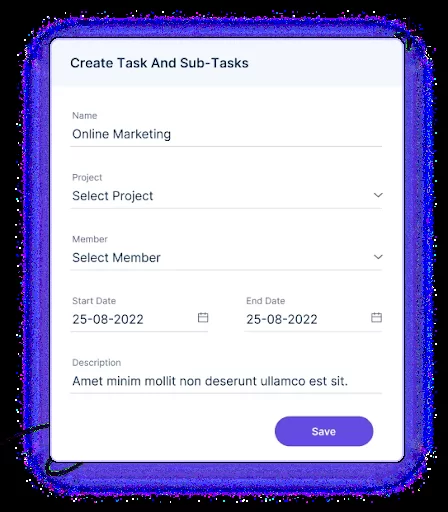 Create Task And Sub-Tasks
Name
Online Marketing
Project
Select Project
Member
Select Member
Start Date
End Date
25-08-2022
25-08-2022
Description
Amet minim mollit non deserunt ullamco est sit.
Save